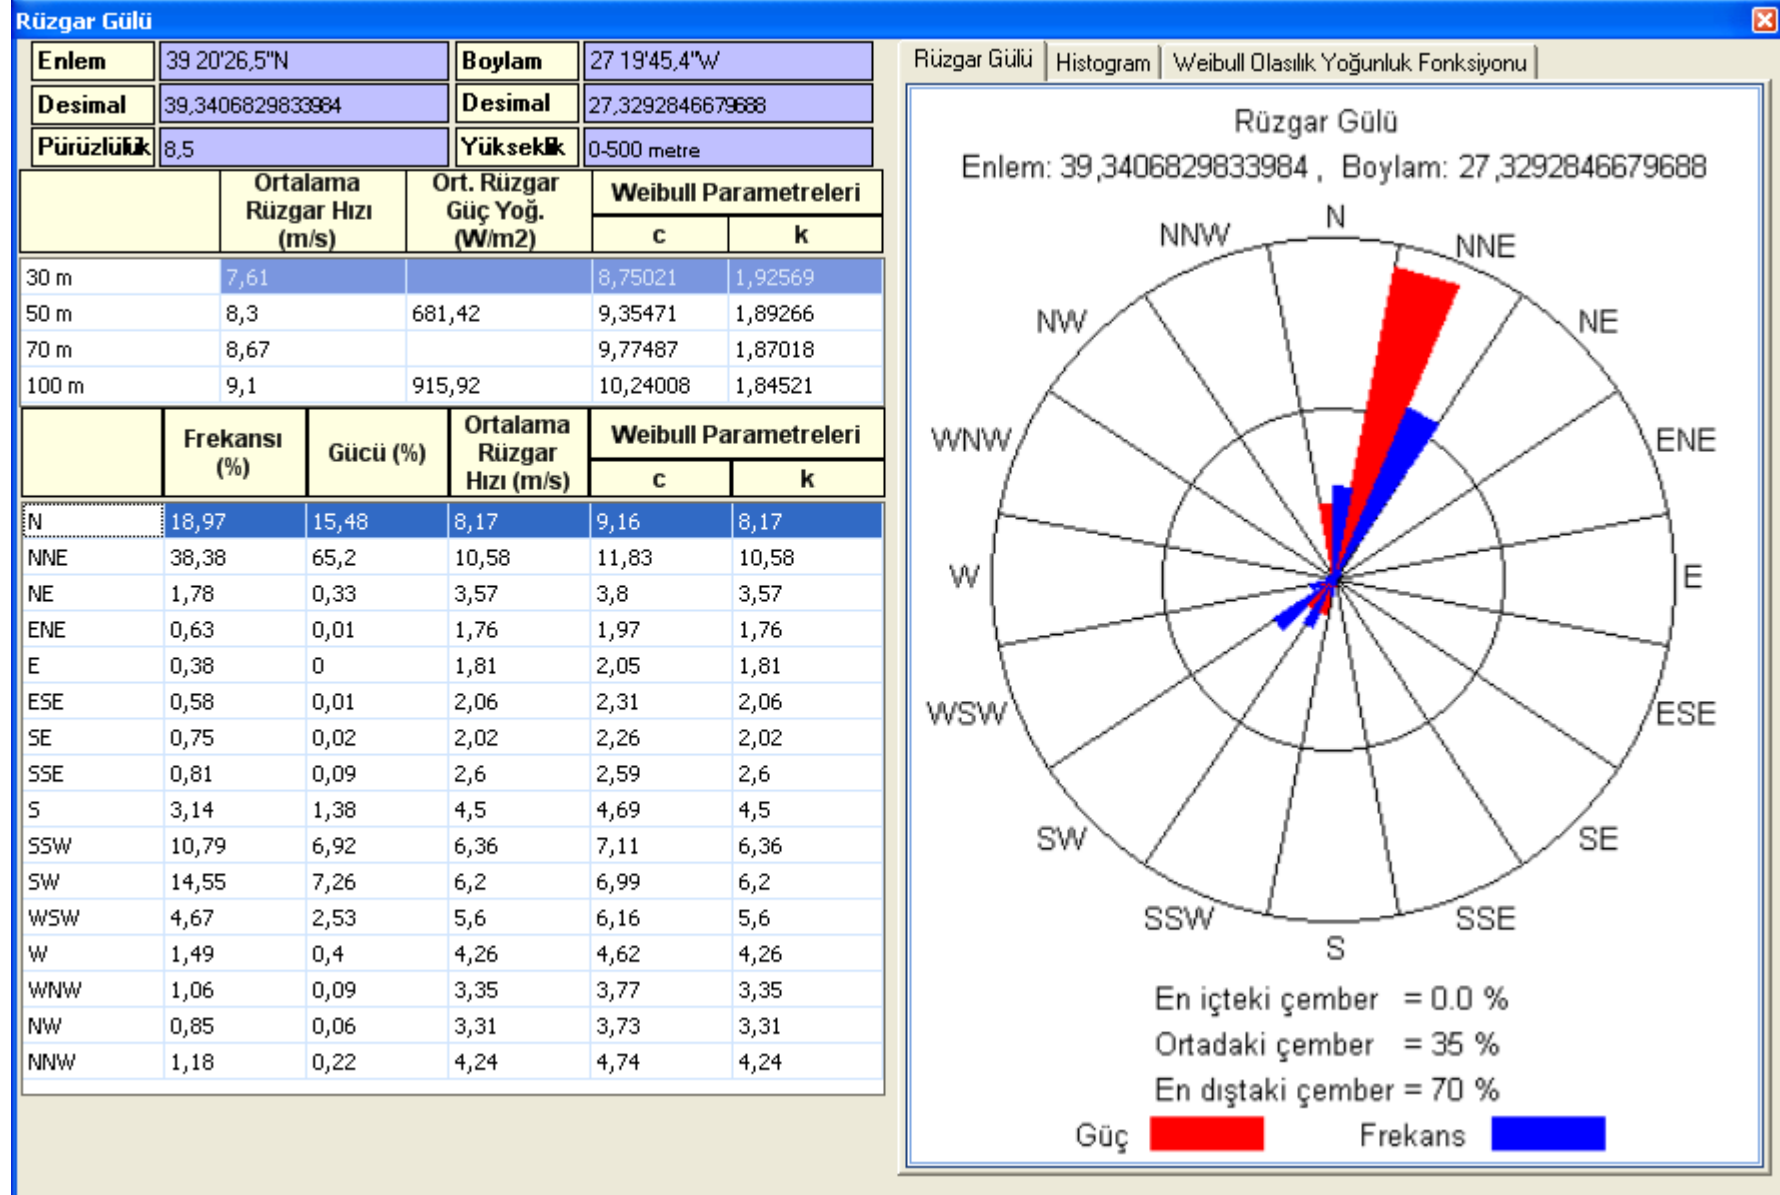 Rüzgar Gülü
Enlem 39 20'26,5"N Boylam 27 19'45,4"W
Desimal 39,3406829833984 Desimal 27,3292846679688
Pürüzlülük 8,5 Yükseklik 0-500 metre
Ortalama Rüzgar Hızı (m/s) Ort. Rüzgar Güç Yoğ. (W/m2) Weibull Parametreleri
c k
30 m 7,61 8,75021 1,92569
50 m 8,3 681,42 9,35471 1,89266
70 m 8,67 9,77487 1,87018
100 m 9,1 915,92 10,24008 1,84521
Frekansı (%) Gücü (%) Ortalama Rüzgar Hızı (m/s) Weibull Parametreleri
c k
N 18,97 15,48 8,17 9,16 8,17
NNE 38,38 65,2 10,58 11,83 10,58
NE 1,78 0,33 3,57 3,8 3,57
ENE 0,63 0,01 1,76 1,97 1,76
E 0,38 0 1,81 2,05 1,81
ESE 0,58 0,01 2,06 2,31 2,06
SE 0,75 0,02 2,02 2,26 2,02
SSE 0,81 0,09 2,6 2,59 2,6
S 3,14 1,38 4,5 4,69 4,5
SSW 10,79 6,92 6,36 7,11 6,36
SW 14,55 7,26 6,2 6,99 6,2
WSW 4,67 2,53 5,6 6,16 5,6
W 1,49 0,4 4,26 4,62 4,26
WNW 1,06 0,09 3,35 3,77 3,35
NW 0,85 0,06 3,31 3,73 3,31
NNW 1,18 0,22 4,24 4,74 4,24
Rüzgar Gülü Histogram Weibull Olasılık Yoğunluk Fonksiyonu
Rüzgar Gülü
Enlem: 39,3406829833984 , Boylam: 27,3292846679688
N
NNW NNE
NW NE
WNW ENE
W E
WSW ESE
SW SE
SSW SSE
S
En içteki çember = 0.0 %
Ortadaki çember = 35 %
En dıştaki çember = 70 %
Güç Frekans